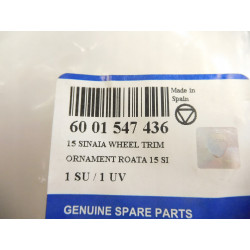 Made in
Spain
60 01 547 436
15 SINAIA WHEEL TRIM
ORNAMENT ROATA 15 SI
1 SU / 1 UV
GENUINE SPARE PARTS